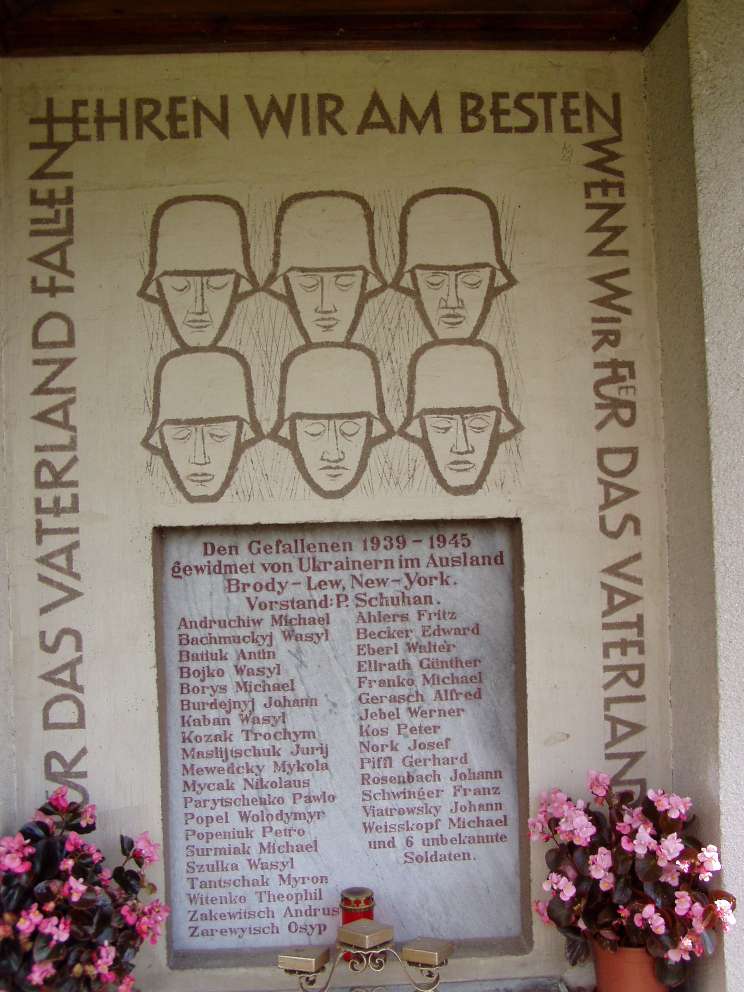 ÜR DAS VATERLAND FALLEN
EHREN WIR AM BESTEN
WENN WIR FÜR DAS VATERLAND
Den Gefallenen 1939-1945
gewidmet von Ukrainern im Ausland
Brody-Lew, New-York.
Vorstand: P. Schuhan.
Andruchiw Michael
Bachmuckyj Wasyl
Batiuk Antin
Bojko Wasyl
Borys Michael
Burdejnyj Johann
Kaban Wasyl
Kozak Trochym
Maslijtschuk Jurij
Mewedcky Mykola
Mycak Nikolaus
Parytschenko Pawlo
Popel Wolodymyr
Popeniuk Petro
Surmiak Michael
Szulka Wasyl
Tantschak Myron
Witenko Theophil
Zakewitsch Andrus
Zarewyisch Osyp
Ahlers Fritz
Becker Edward
Eberl Walter
Ellrath Günther
Franko Michael
Gerasch Alfred
Jebel Werner
Kos Peter
Nork Josef
Piffl Gerhard
Rosenbach Johann
Schwinger Franz
Viatrowsky Johann
Weisskopf Michael
und 6 unbekannte
Soldaten.